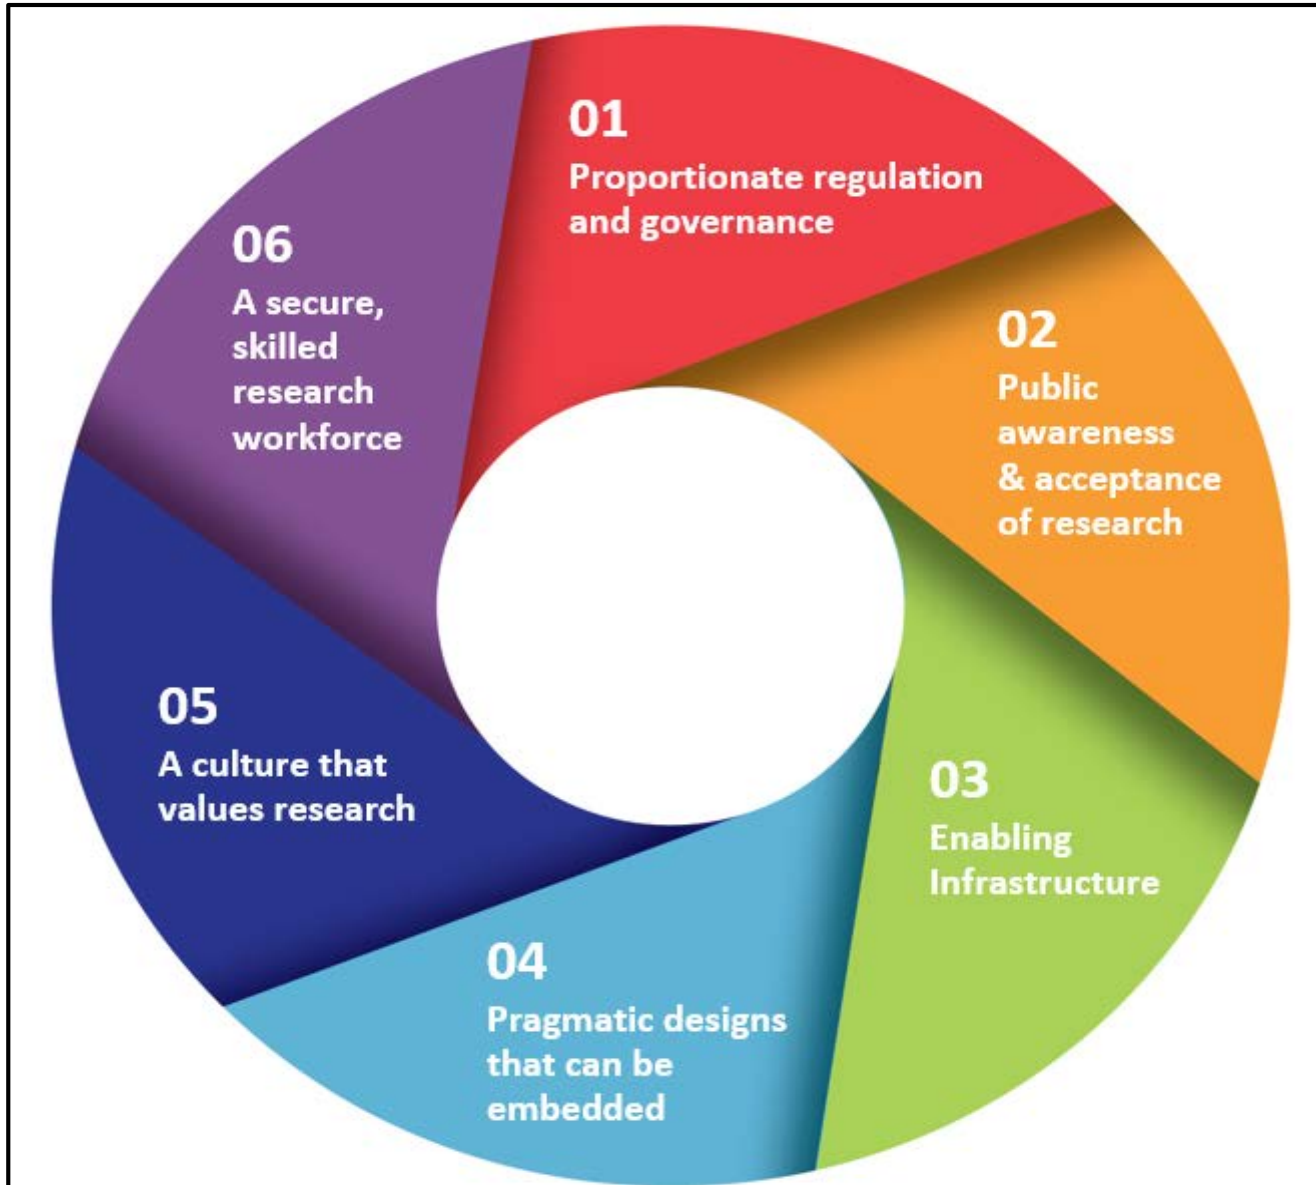 01
Proportionate regulation
and governance
02
Public
awareness
& acceptance
of research
03
Enabling
Infrastructure
04
Pragmatic designs
that can be
embedded
05
A culture that
values research
06
A secure,
skilled
research
workforce